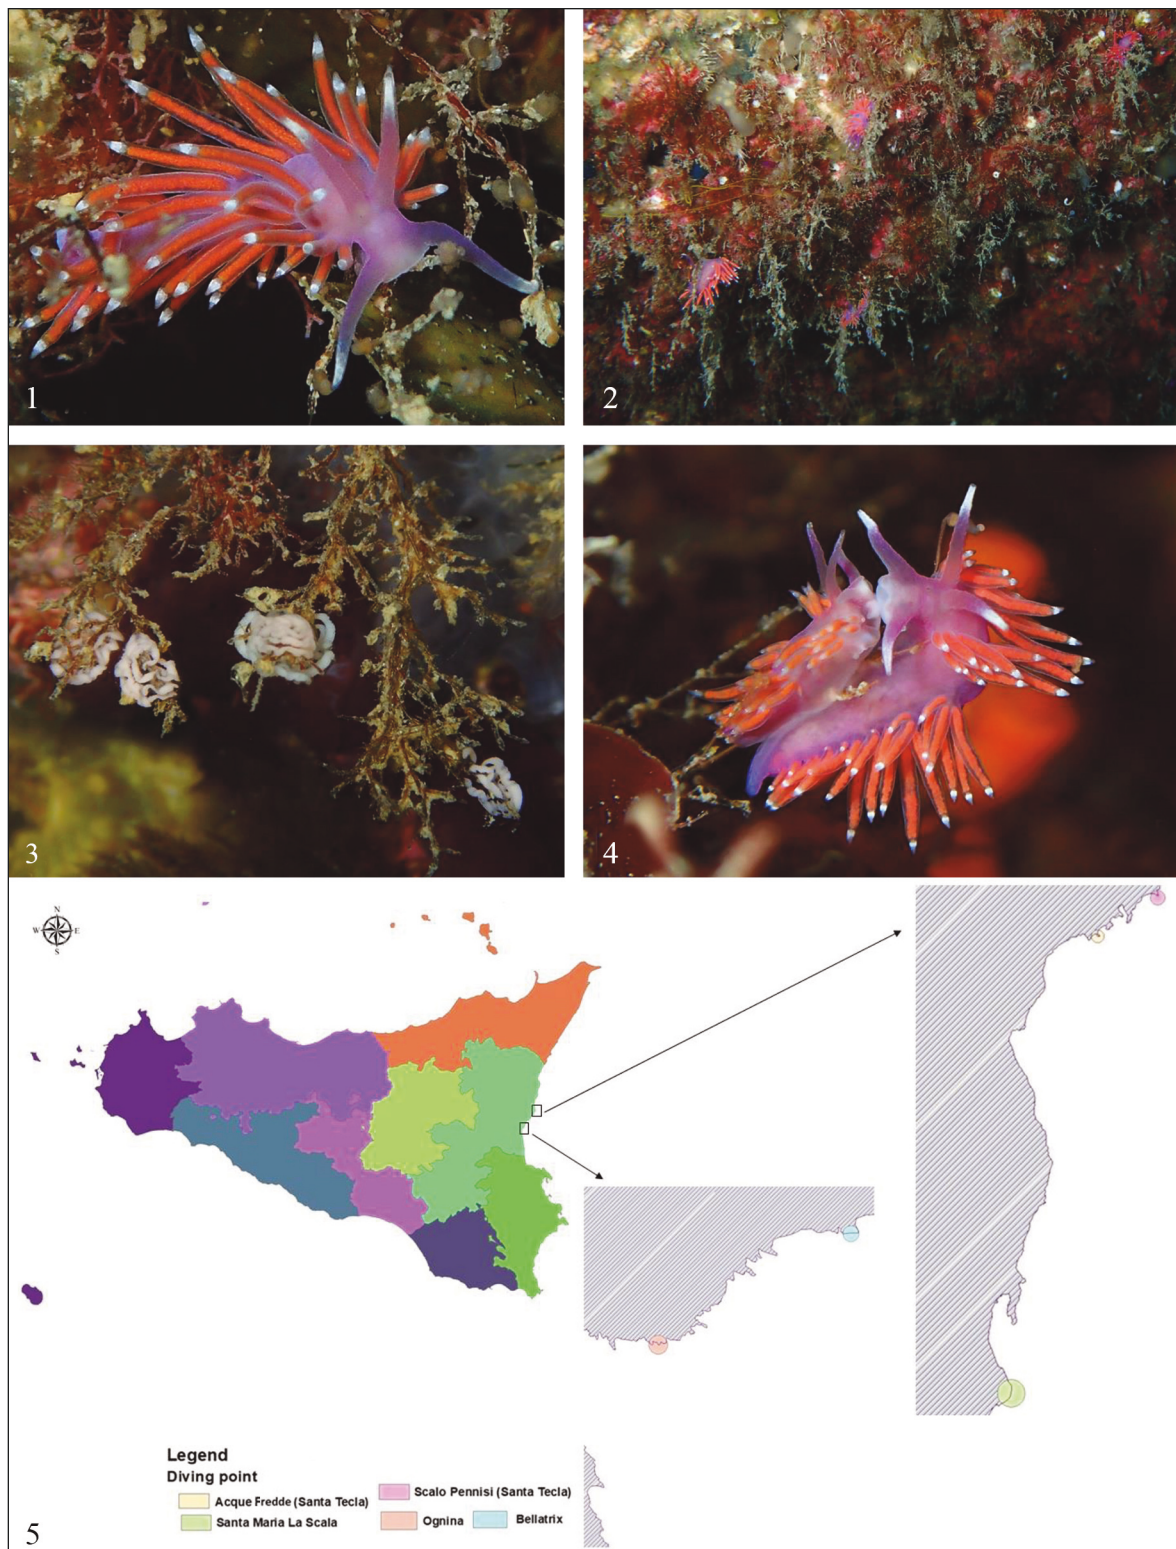 1
2
3
4
N
W E
S
Legend
Diving point
Acque Fredde (Santa Tecla)
Scalo Pennisi (Santa Tecla)
Santa Maria La Scala
Ognina
Bellatrix
5